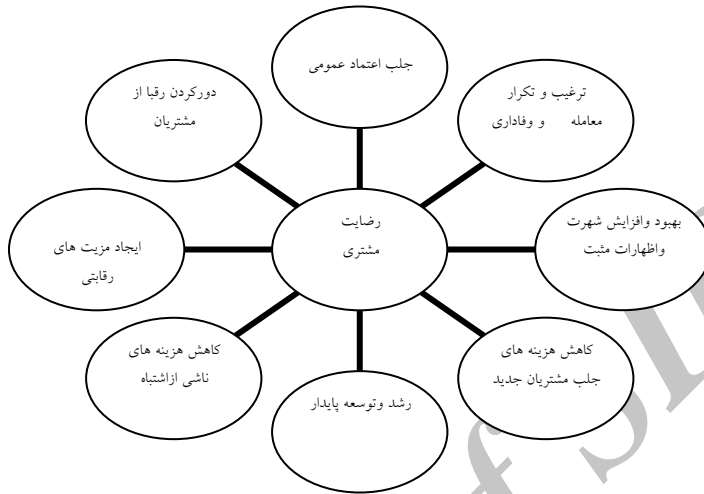 جلب اعتماد عمومی
ترغیب و تکرار
معامله و وفاداری
بهبود وافزایش شهرت
واظهارات مثبت
کاهش هزینه های
جلب مشتریان جدید
رشد وتوسعه پایدار
کاهش هزینه های
ناشی ازاشتباه
ایجاد مزیت های
رقابتی
دورکردن رقبا از
مشتریان
رضایت
مشتری